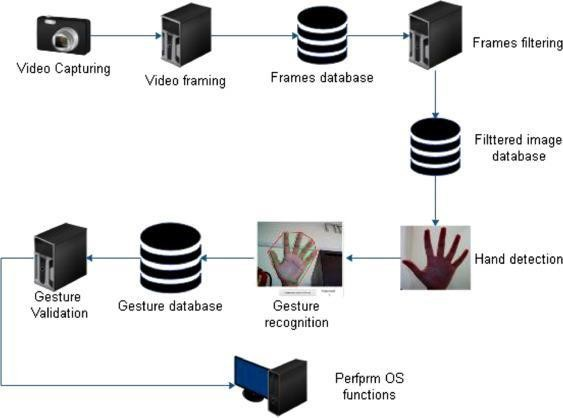 Video Capturing
Video framing
Frames database
Frames filtering
Filttered image
database
Hand detection
Gesture
recognition
Gesture database
Gesture
Validation
Perfprm OS
functions